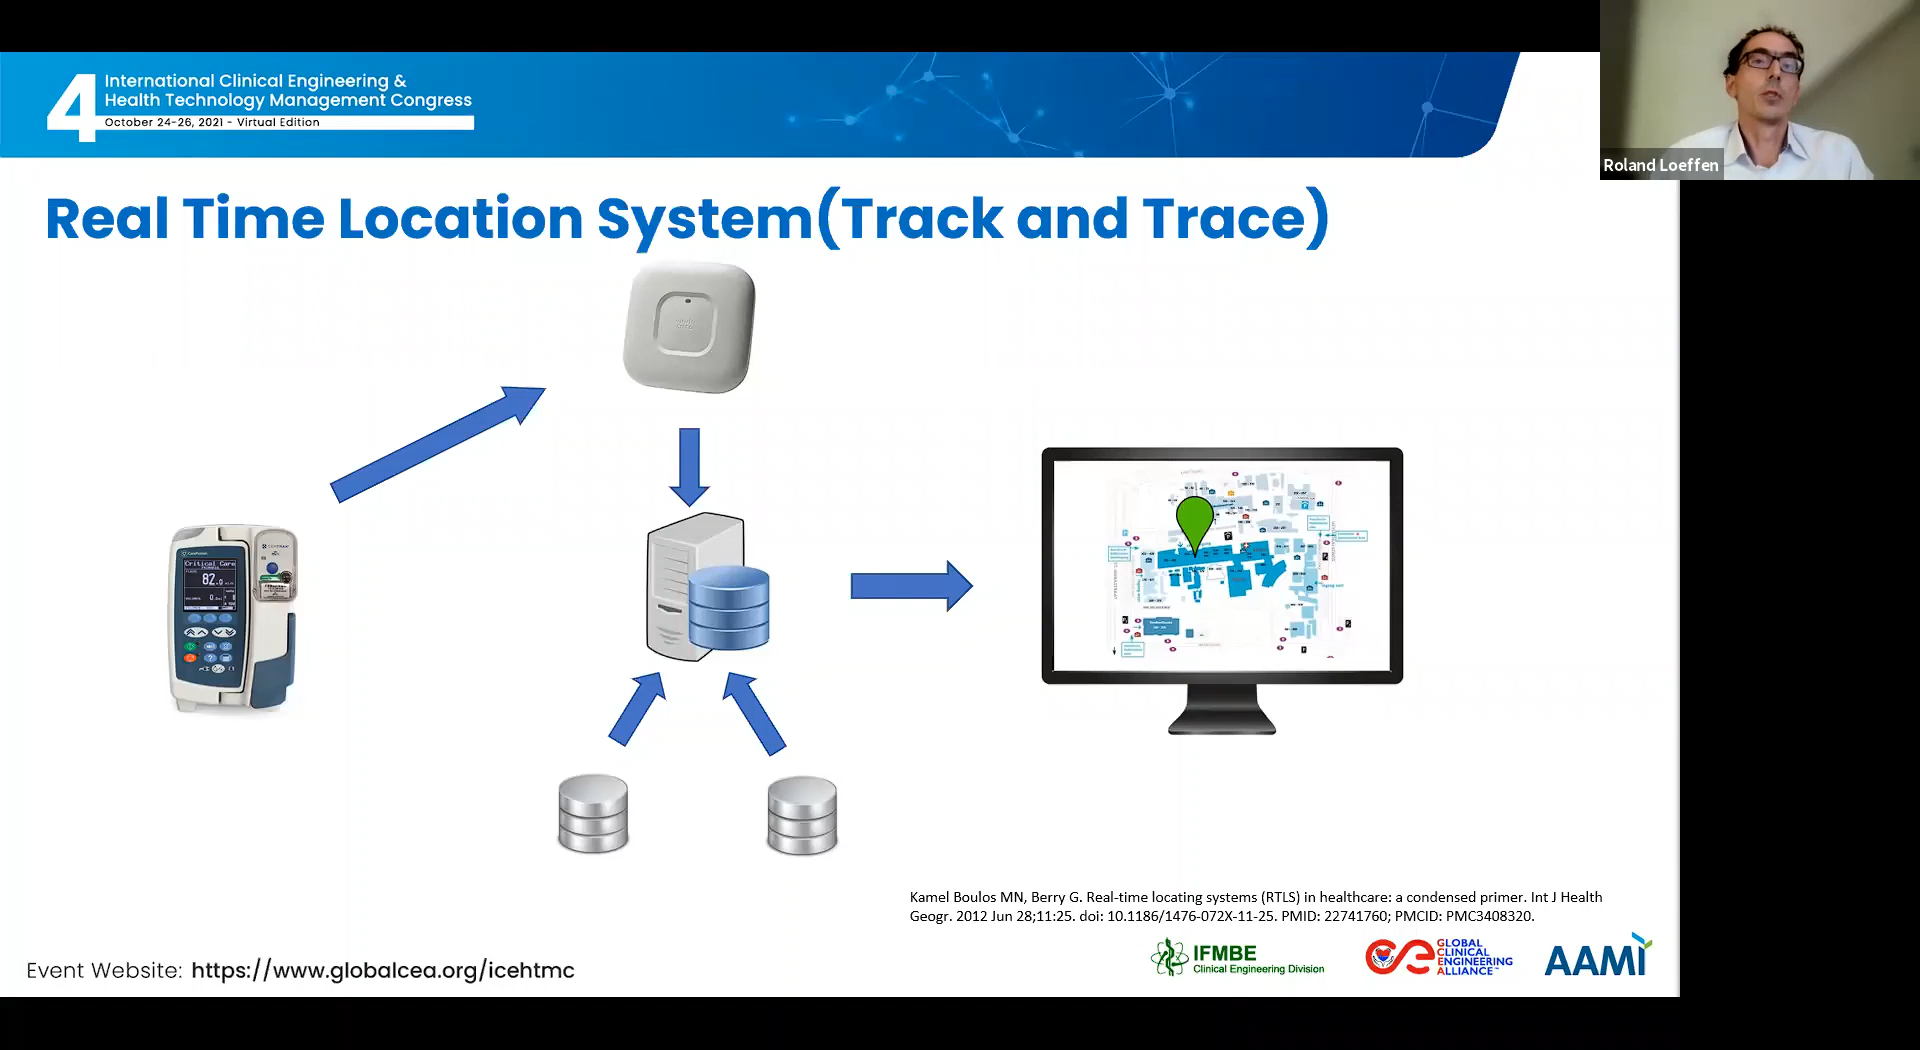 4
International Clinical Engineering &
Health Technology Management Congress
October 24-26, 2021 - Virtual Edition
Roland Loeffen
Real Time Location System(Track and Trace)
Critical Care
82.0
Kamel Boulos MN, Berry G. Real-time locating systems (RTLS) in healthcare: a condensed primer. Int J Health
Geogr. 2012 Jun 28;11:25. doi: 10.1186/1476-072X-11-25. PMID: 22741760; PMCID: PMC3408320.
Event Website: https://www.globalcea.org/icehtmc
IFMBE
Clinical Engineering Division
GLOBAL
CLINICAL
ENGINEERING
ALLIANCE™
AAMI